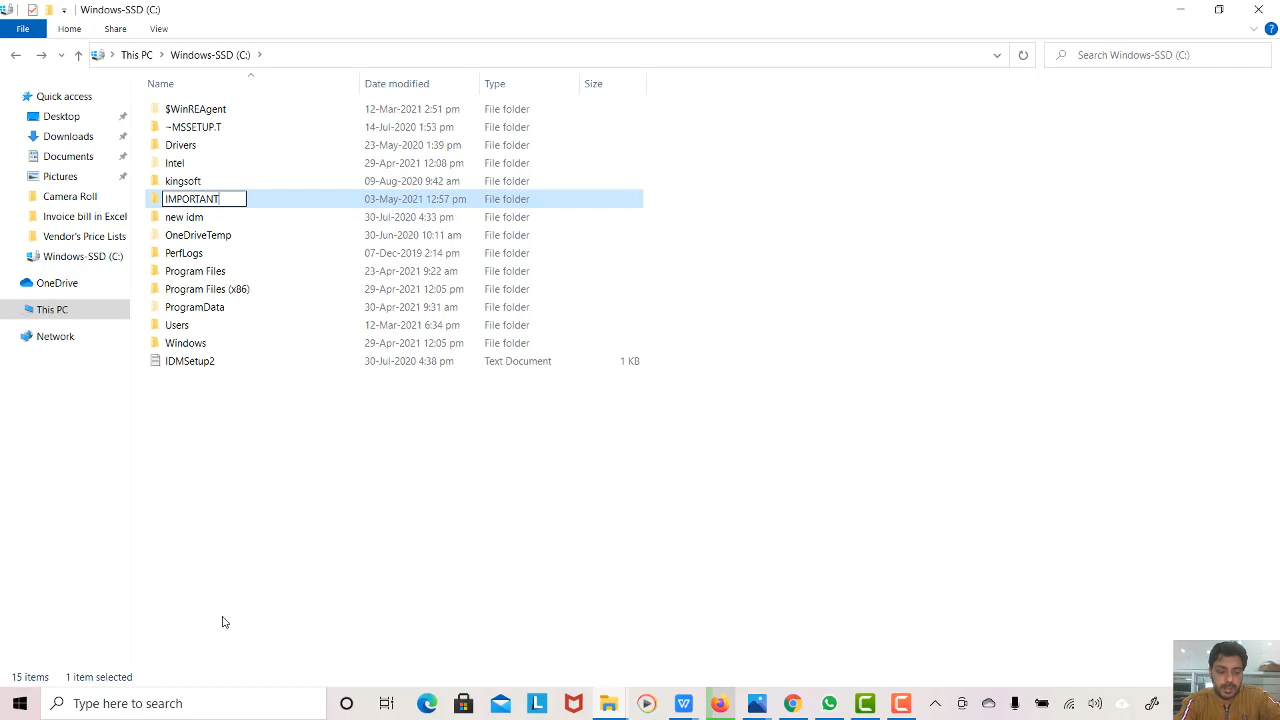 Windows-SSD (C:)
File Home Share View
This PC Windows-SSD (C:) Search Windows-SSD (C:)
Name Date modified Type Size
Quick access
Desktop
Downloads
Documents
Pictures
Camera Roll
Invoice bill in Excel
Vendor's Price Lists
Windows-SSD (C:)
OneDrive
This PC
Network
$WinREAgent 12-Mar-2021 2:51 pm File folder
~MSSETUP.T 14-Jul-2020 1:53 pm File folder
Drivers 23-May-2020 1:39 pm File folder
Intel 29-Apr-2021 12:08 pm File folder
kingsoft 09-Aug-2020 9:42 am File folder
IMPORTANT 03-May-2021 12:57 pm File folder
new idm 30-Jul-2020 4:33 pm File folder
OneDriveTemp 30-Jun-2020 10:11 am File folder
PerfLogs 07-Dec-2019 2:14 pm File folder
Program Files 23-Apr-2021 9:22 am File folder
Program Files (x86) 29-Apr-2021 12:05 pm File folder
ProgramData 30-Apr-2021 9:31 am File folder
Users 12-Mar-2021 6:34 pm File folder
Windows 29-Apr-2021 12:05 pm File folder
IDMSetup2 30-Jul-2020 4:38 pm Text Document 1 KB
15 items 1 item selected
Type here to search